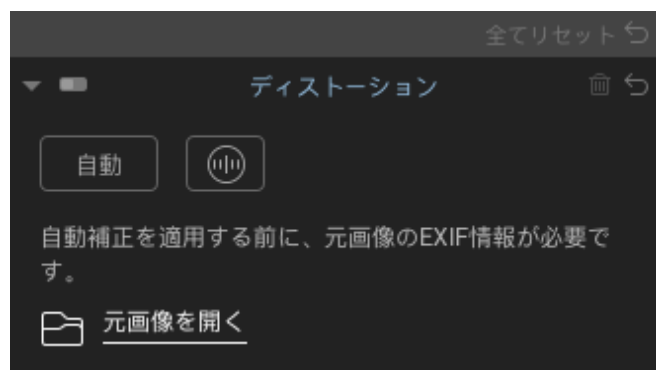 全てリセット
ディストーション
自動
自動補正を適用する前に、元画像のEXIF情報が必要で
す。
元画像を開く